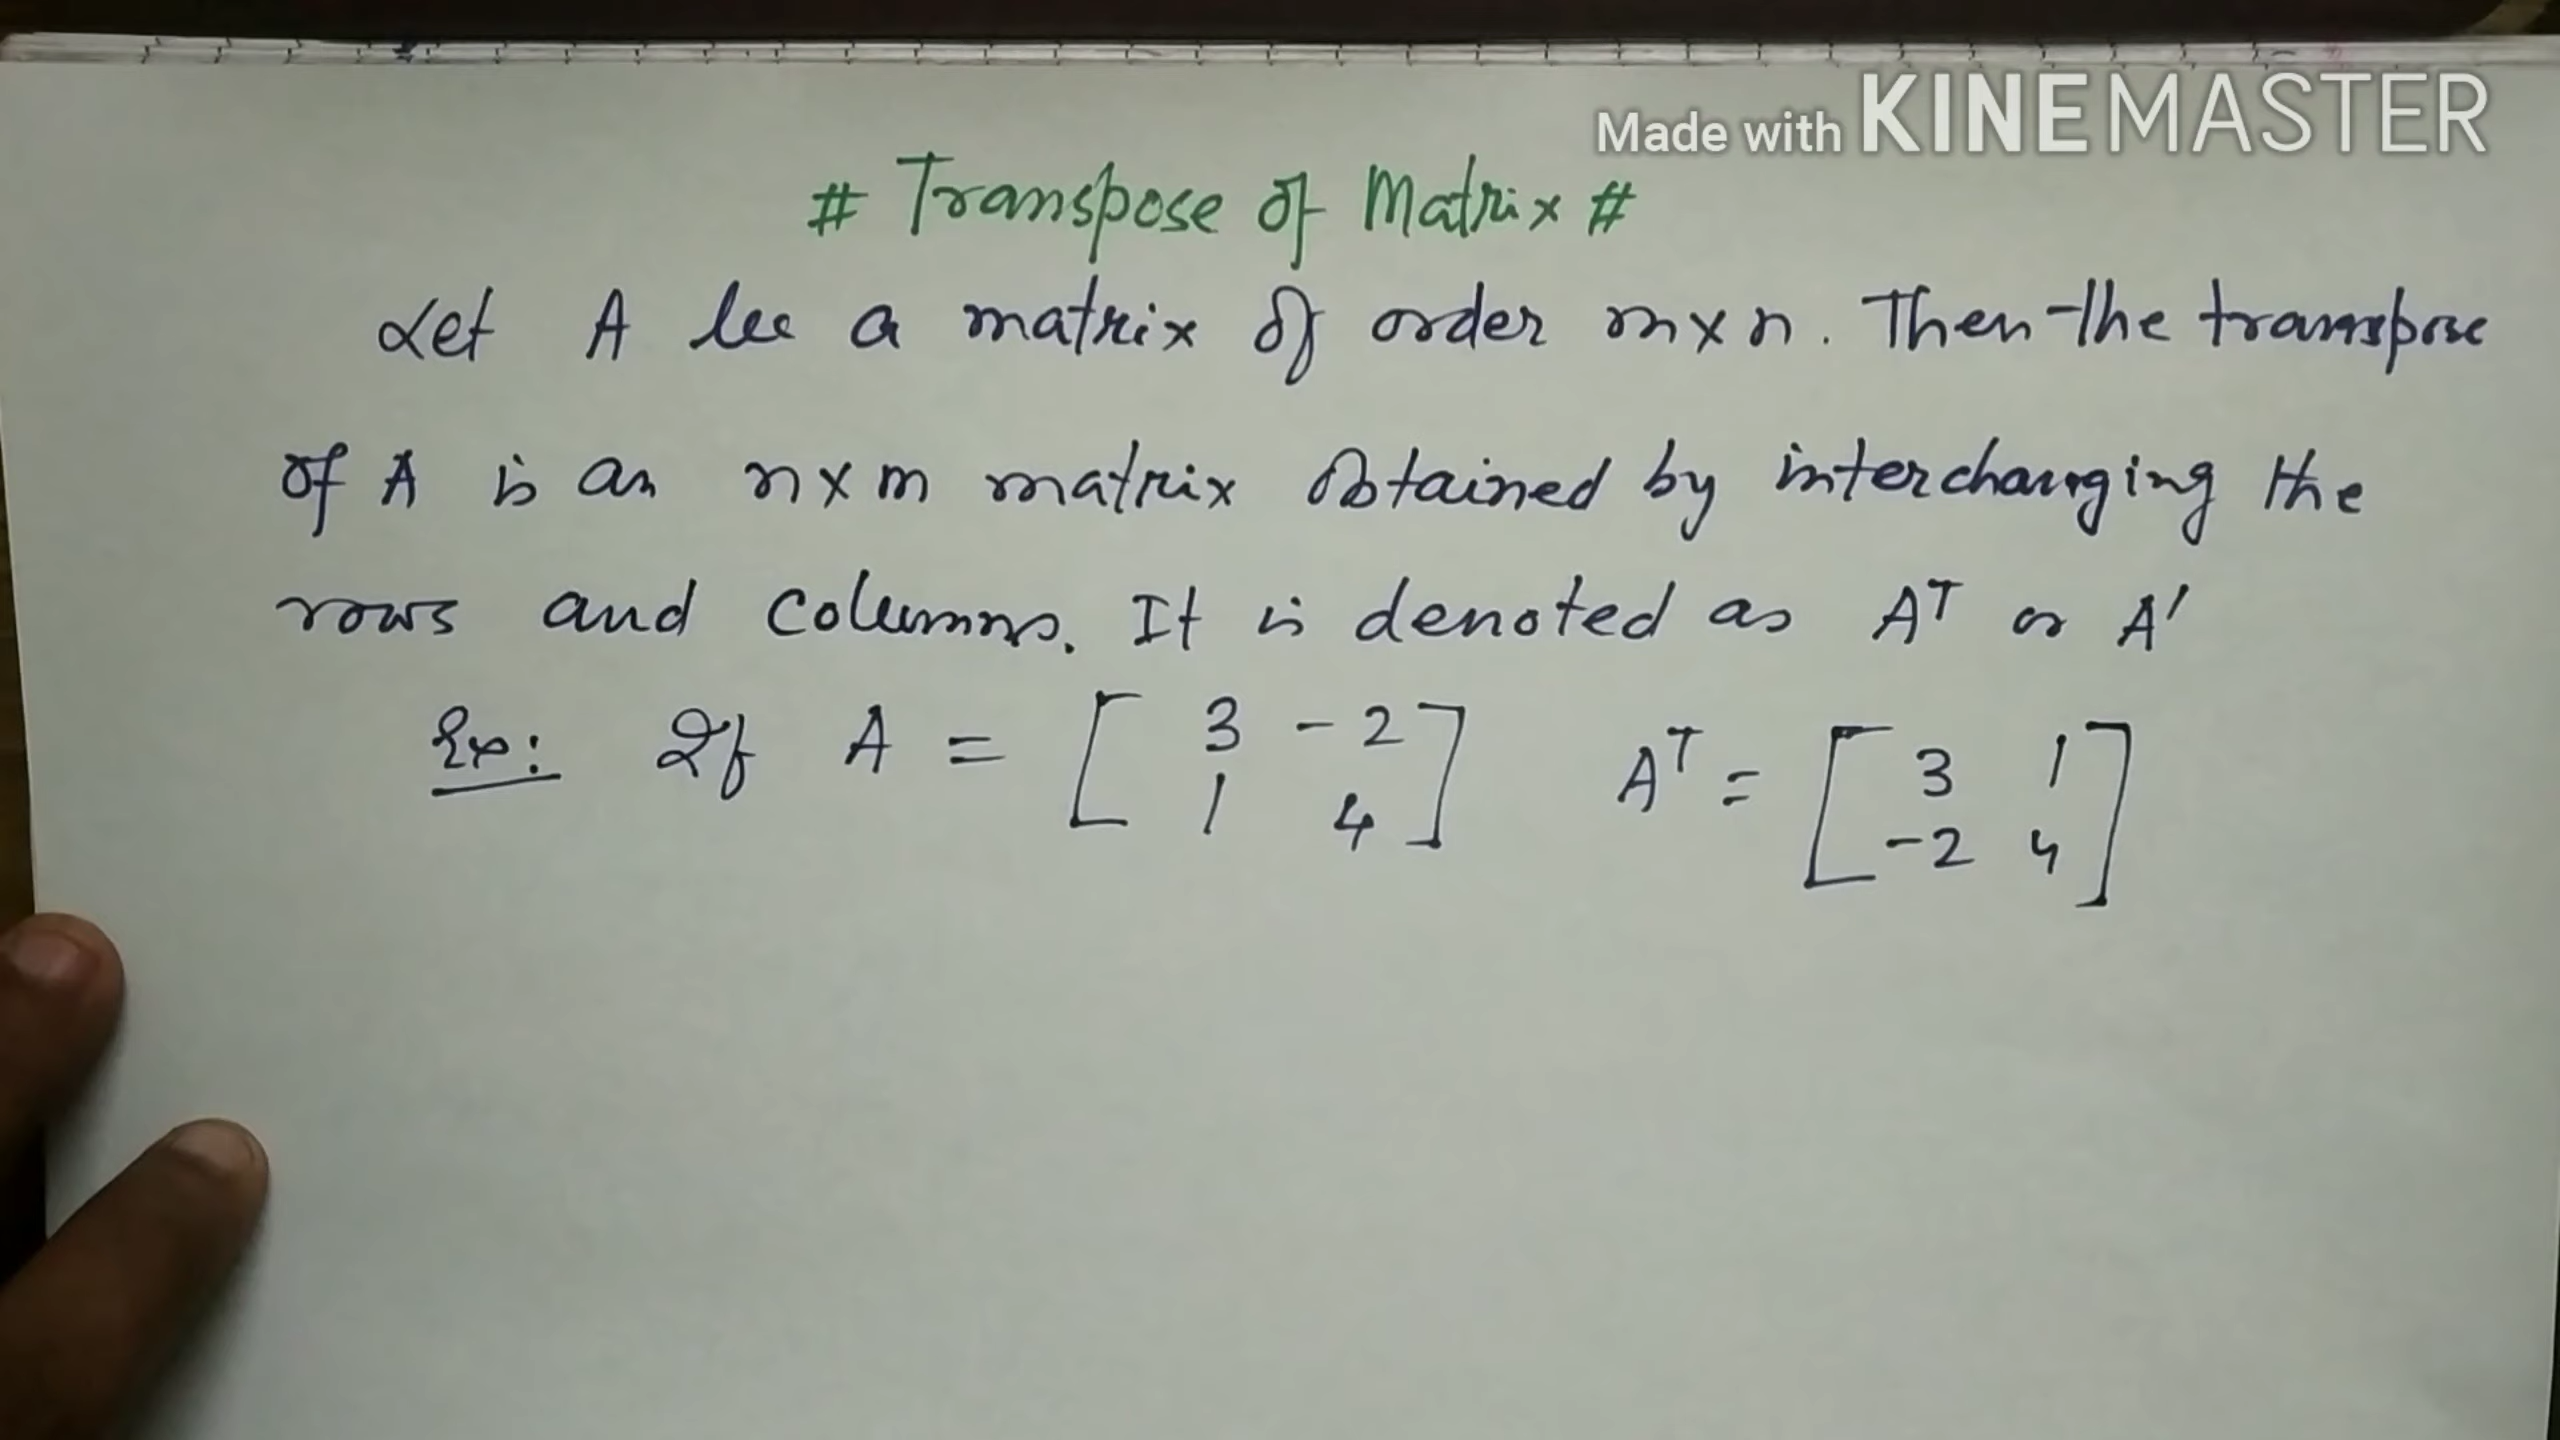 Made with KINEMASTER
# Transpose of Matrix #
Let A be a matrix of order m×n. Then the transpose
of A is an n×m matrix obtained by interchanging the
rows and columns. It is denoted as Aᵀ or A'
Ex: If A = [ 3 -2 ] Aᵀ = [ 3 1 ]
[ 1 4 ] [ -2 4 ]